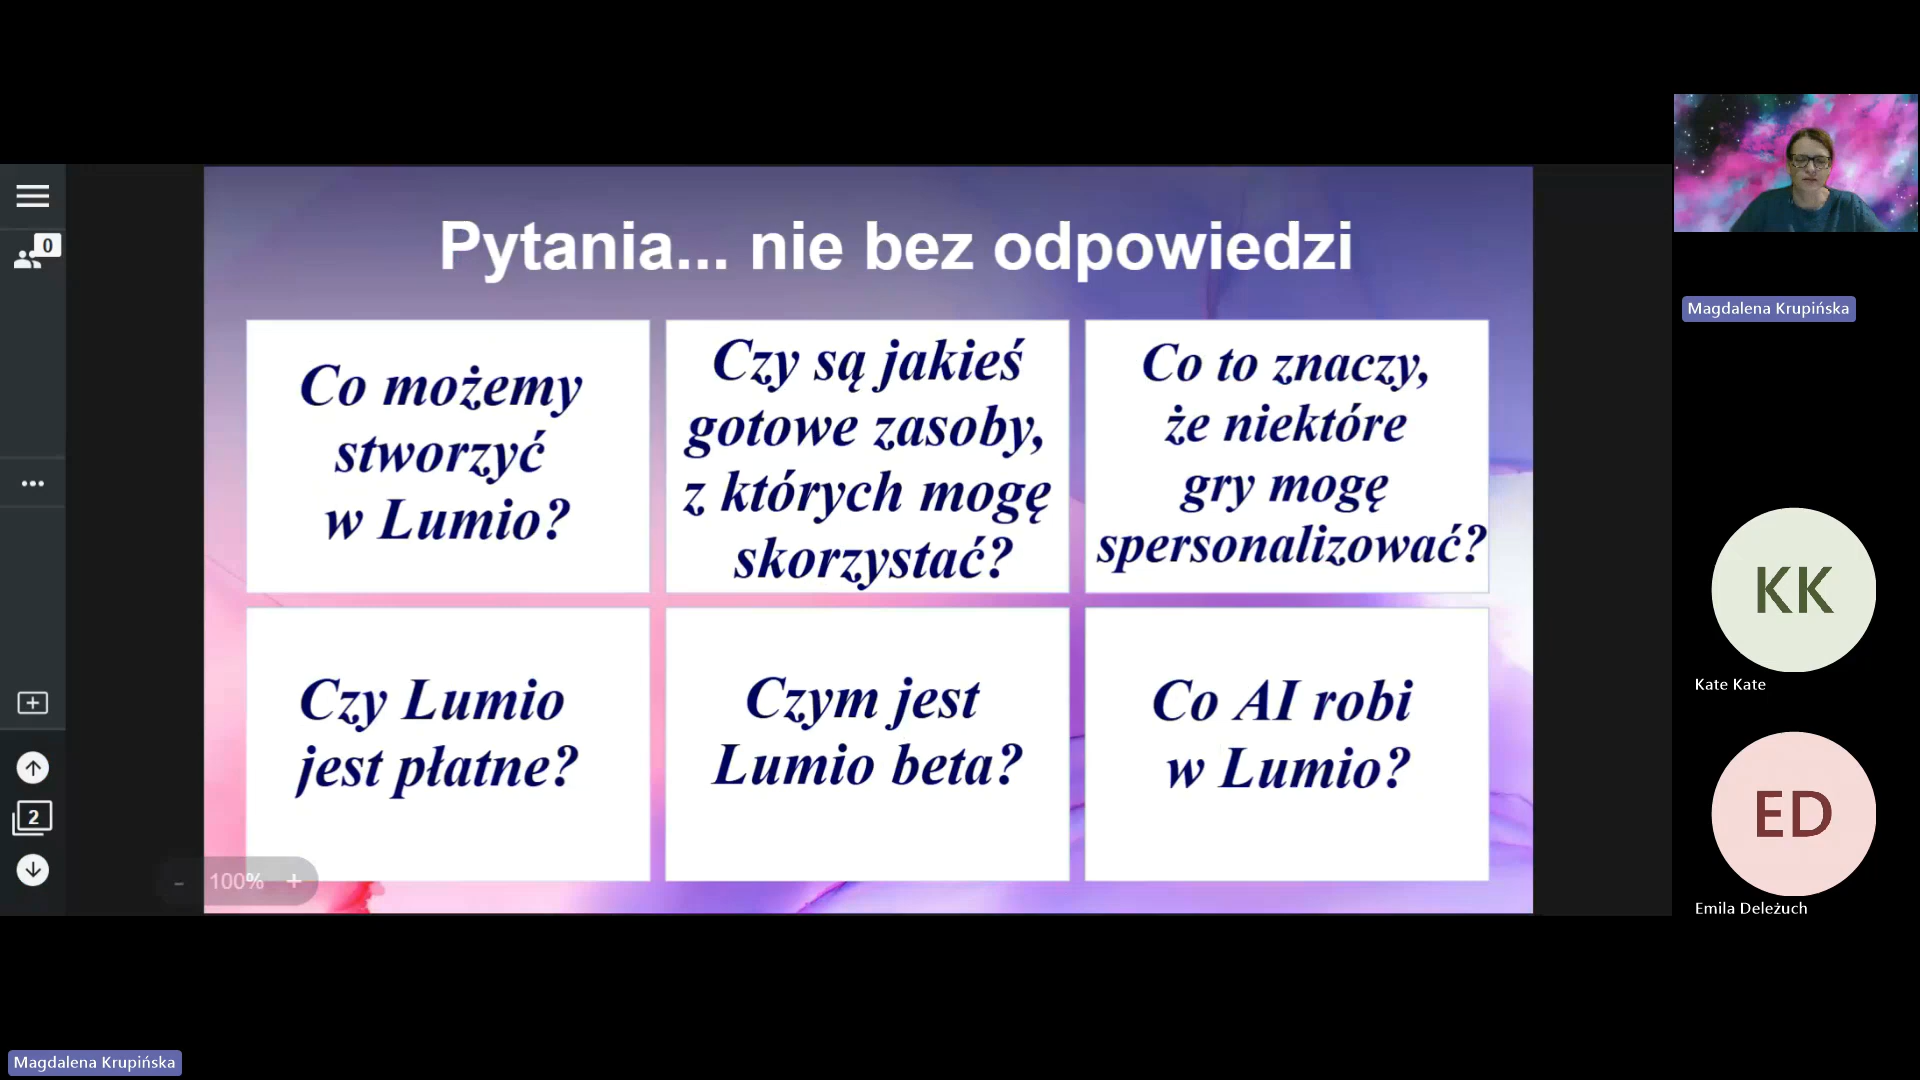 0
Pytania... nie bez odpowiedzi
Co możemy
stworzyć
w Lumio?
Czy są jakieś
gotowe zasoby,
z których mogę
skorzystać?
Co to znaczy,
że niektóre
gry mogę
spersonalizować?
Czy Lumio
jest płatne?
Czym jest
Lumio beta?
Co AI robi
w Lumio?
2
- 100% +
Magdalena Krupińska
KK
Kate Kate
ED
Emila Deleżuch
Magdalena Krupińska